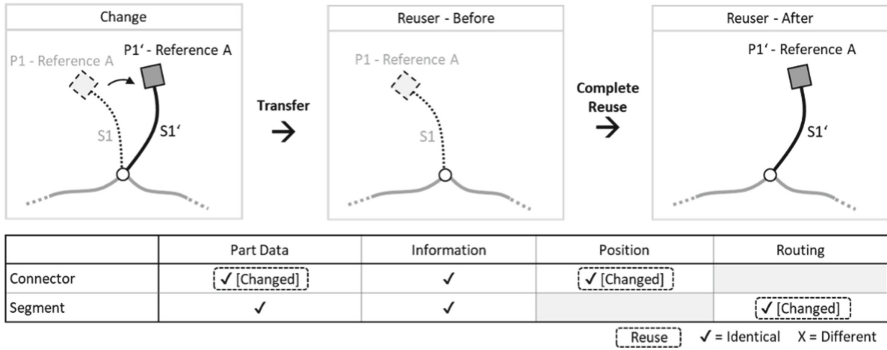 Change
P1 - Reference A
P1‘ - Reference A
S1
S1‘
Transfer
Reuser - Before
P1 - Reference A
S1
Complete
Reuse
Reuser - After
P1‘ - Reference A
S1‘
Part Data Information Position Routing
Connector ✓ [Changed] ✓ ✓ [Changed]
Segment ✓ ✓ ✓ [Changed]
Reuse ✓ = Identical X = Different